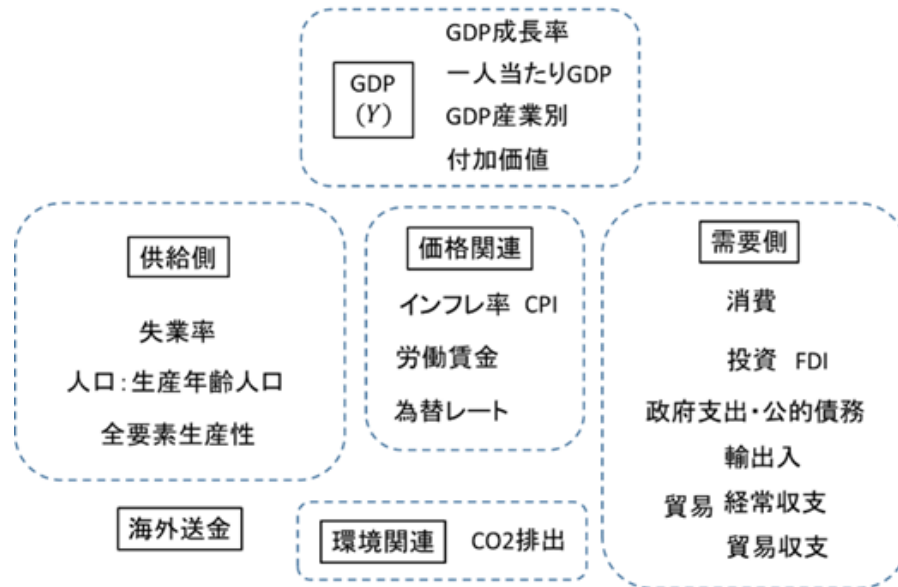 GDP
(Y)
GDP成長率
一人当たりGDP
GDP産業別
付加価値
供給側
失業率
人口：生産年齢人口
全要素生産性
価格関連
インフレ率 CPI
労働賃金
為替レート
需要側
消費
投資 FDI
政府支出・公的債務
輸出入
貿易 経常収支
貿易収支
海外送金
環境関連 CO2排出